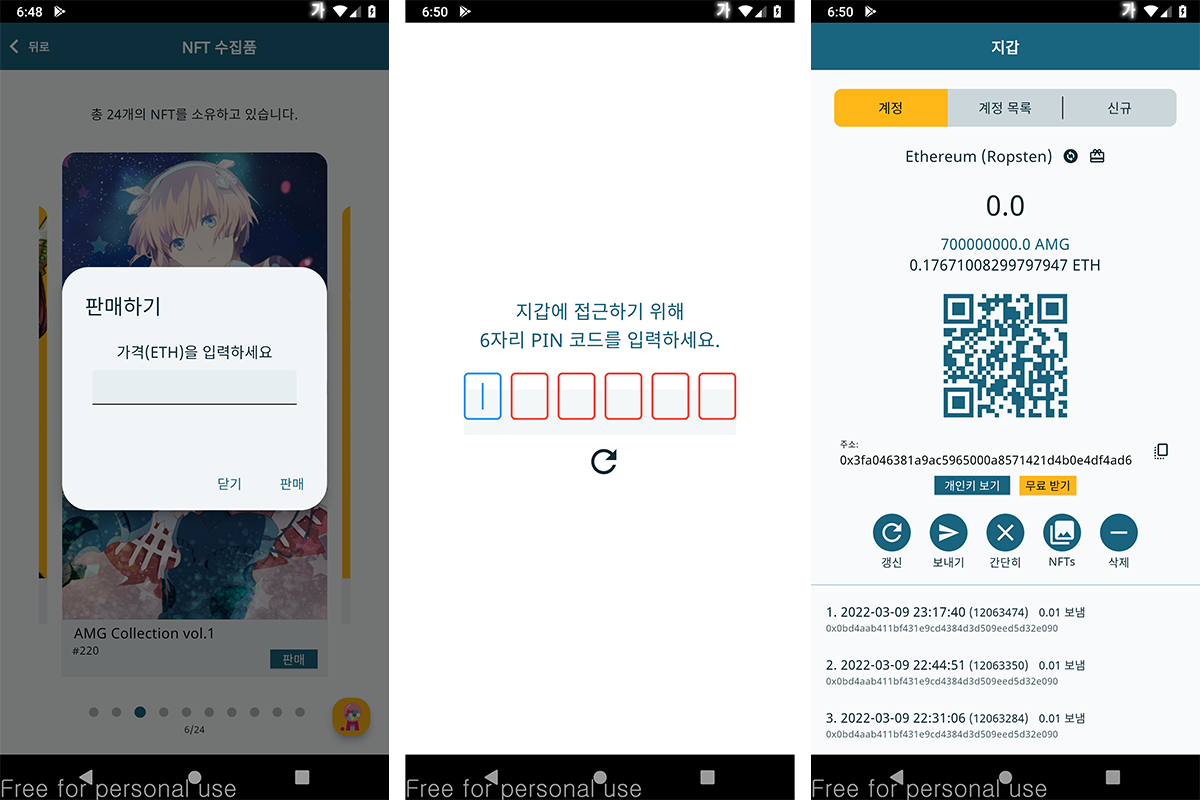 6:48
가
뒤로
NFT 수집품
총 24개의 NFT를 소유하고 있습니다.
판매하기
가격(ETH)을 입력하세요
닫기
판매
AMG Collection vol.1
#220
판매
6/24
Free for personal use
6:50
가
지갑에 접근하기 위해
6자리 PIN 코드를 입력하세요.
Free for personal use
6:50
가
지갑
계정
계정 목록
신규
Ethereum (Ropsten)
0.0
700000000.0 AMG
0.17671008299797947 ETH
주소:
0x3fa046381a9ac5965000a8571421d4b0e4df4ad6
개인키 보기
무료 받기
갱신
보내기
간단히
NFTs
삭제
1. 2022-03-09 23:17:40 (12063474) 0.01 보냄
0x0bd4aab411bf431e9cd4384d3d509eed5d32e090
2. 2022-03-09 22:44:51 (12063350) 0.01 보냄
0x0bd4aab411bf431e9cd4384d3d509eed5d32e090
3. 2022-03-09 22:31:06 (12063284) 0.01 보냄
0x0bd4aab411bf431e9cd4384d3d509eed5d32e090
Free for personal use